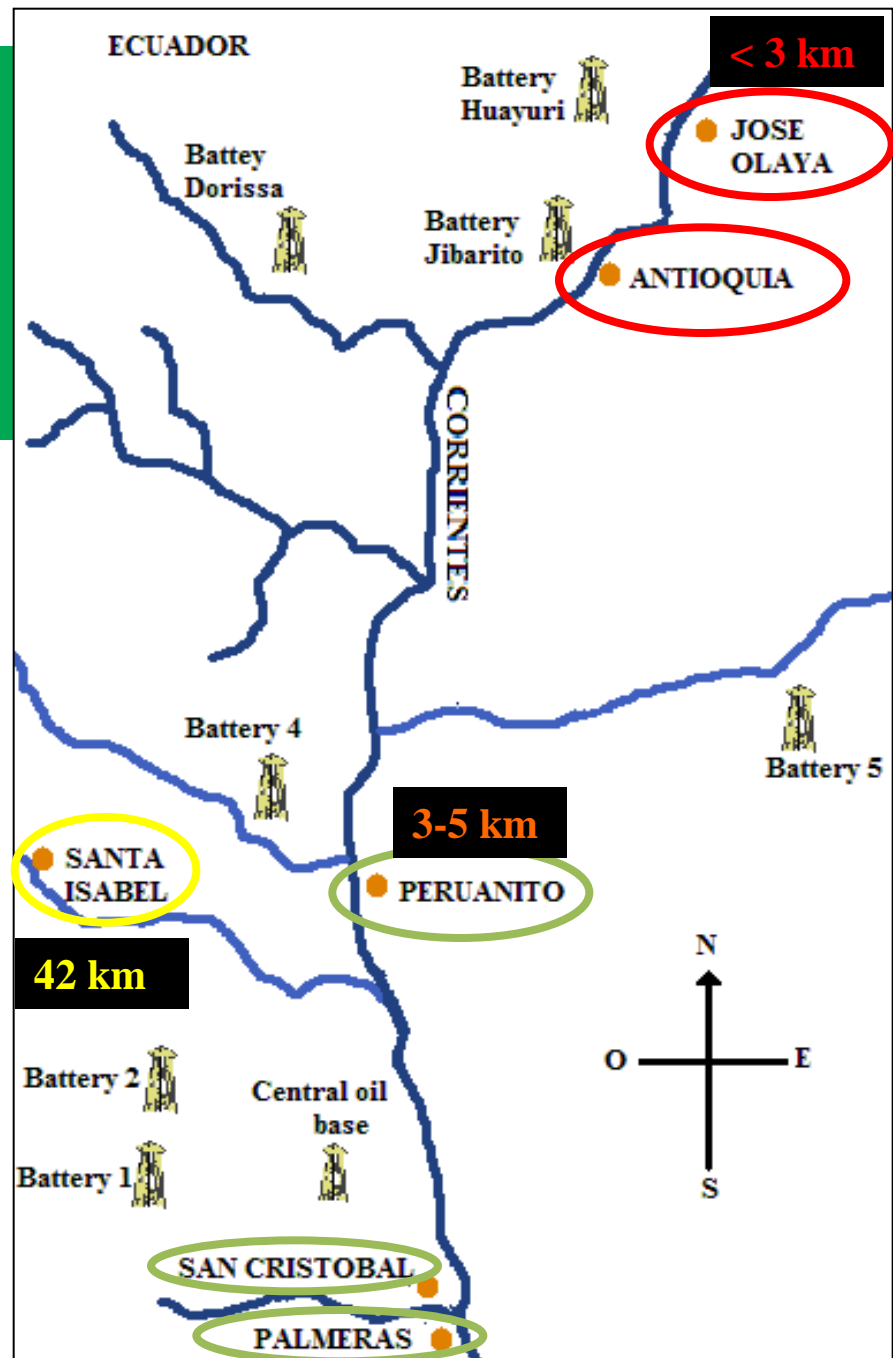 ECUADOR
< 3 km
Battery
Huayuri
JOSE
OLAYA
Battey
Dorissa
Battery
Jibarito
ANTIOQUIA
CORRIENTES
Battery 4
Battery 5
3-5 km
SANTA
ISABEL
PERUANITO
42 km
N
O
E
S
Battery 2
Central oil
base
Battery 1
SAN CRISTOBAL
PALMERAS